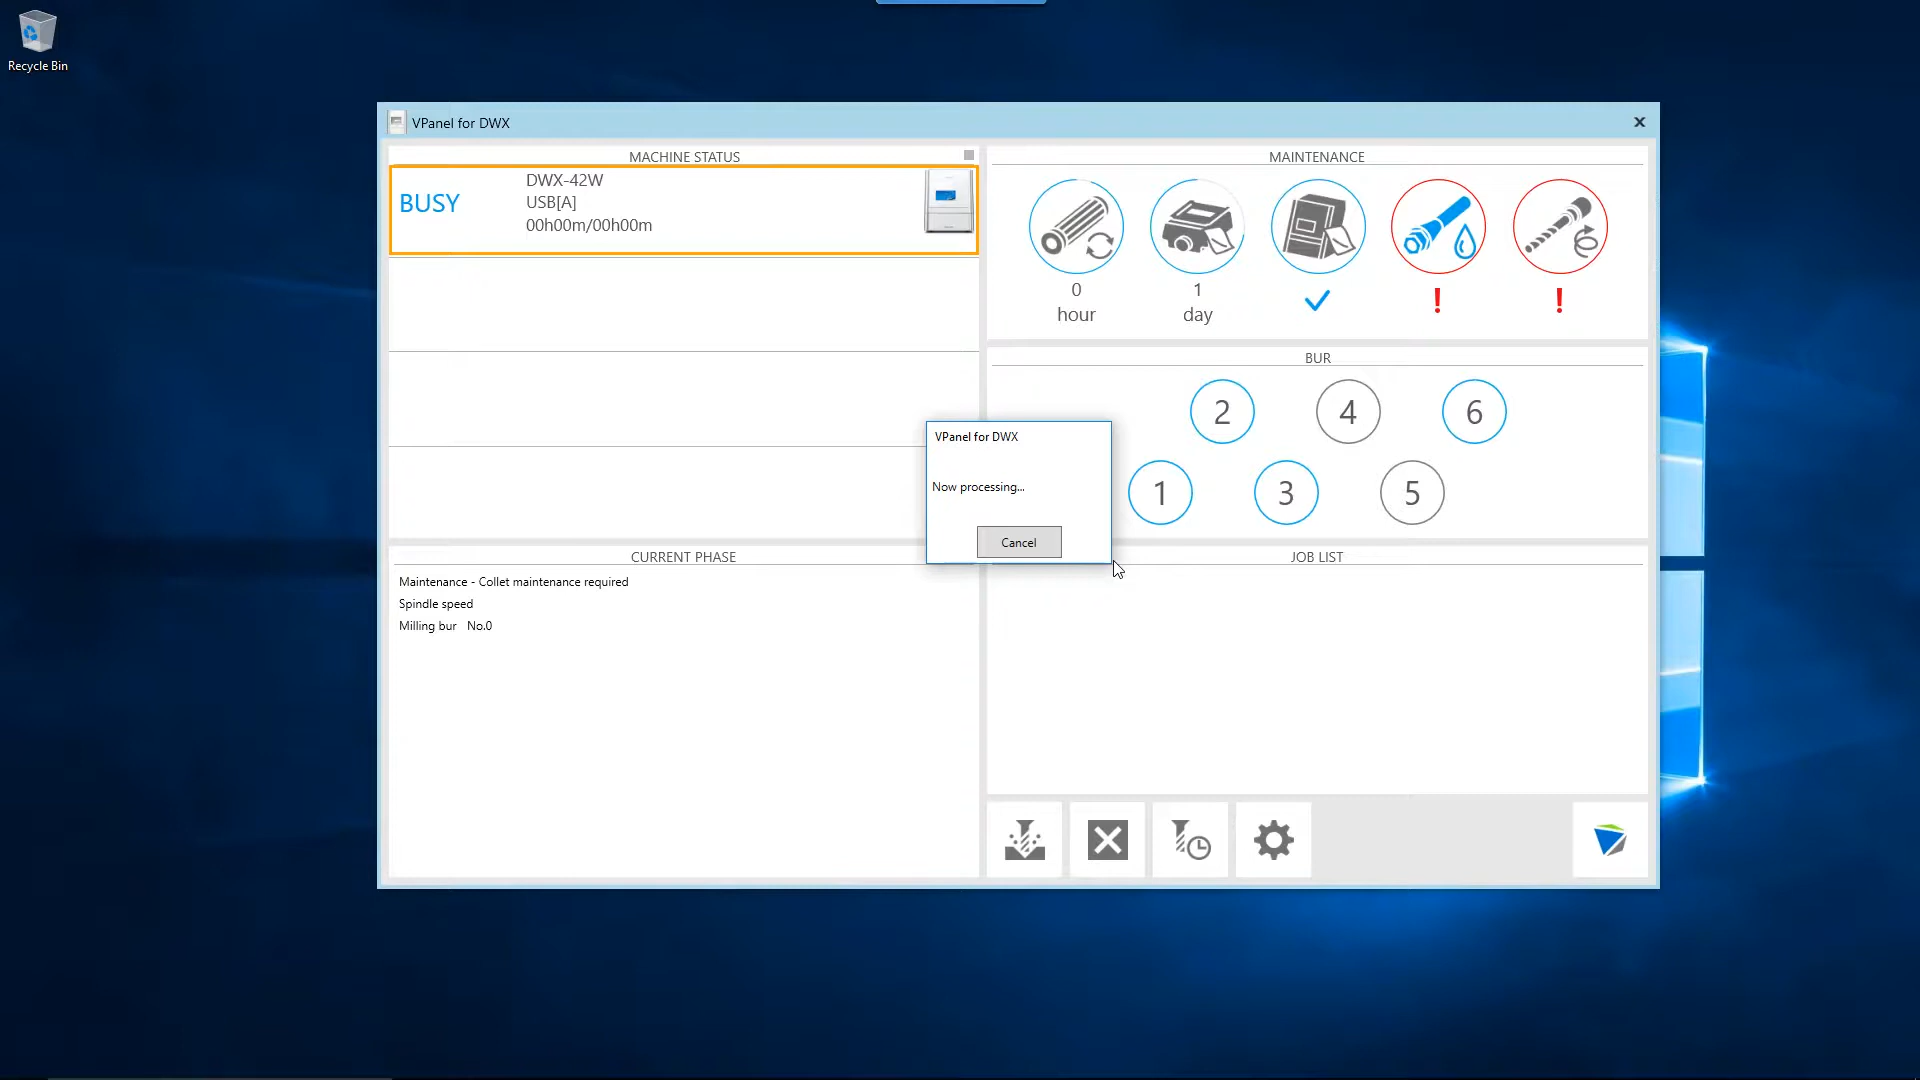 Recycle Bin
VPanel for DWX
MACHINE STATUS
BUSY
DWX-42W
USB[A]
00h00m/00h00m
MAINTENANCE
0
hour
1
day
!
!
BUR
2
4
6
1
3
5
VPanel for DWX
Now processing...
Cancel
CURRENT PHASE
Maintenance - Collet maintenance required
Spindle speed
Milling bur No.0
JOB LIST